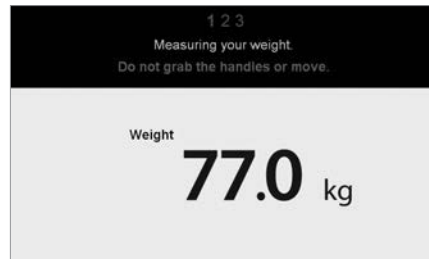 1 2 3
Measuring your weight.
Do not grab the handles or move.
Weight
77.0 kg